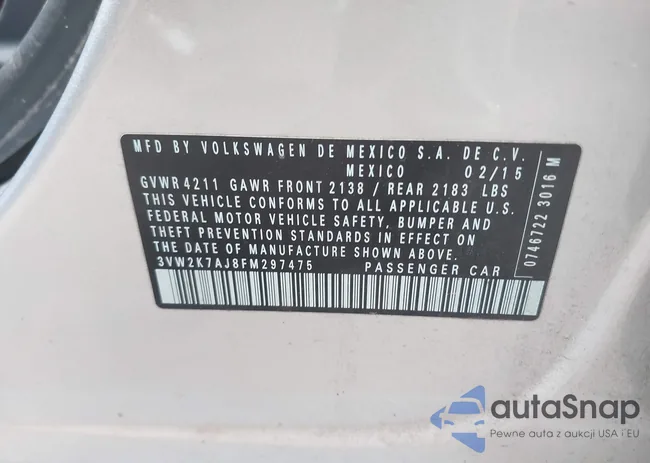 MFD BY VOLKSWAGEN DE MEXICO S.A. DE C.V.
MEXICO 02/15
GVWR 4211 GAWR FRONT 2138 / REAR 2183 LBS
THIS VEHICLE CONFORMS TO ALL APPLICABLE U.S.
FEDERAL MOTOR VEHICLE SAFETY, BUMPER AND
THEFT PREVENTION STANDARDS IN EFFECT ON
THE DATE OF MANUFACTURE SHOWN ABOVE.
3VW2K7AJ8FM297475 PASSENGER CAR
0746722 3016 M
autoSnap
Pewne auta z aukcji USA i EU